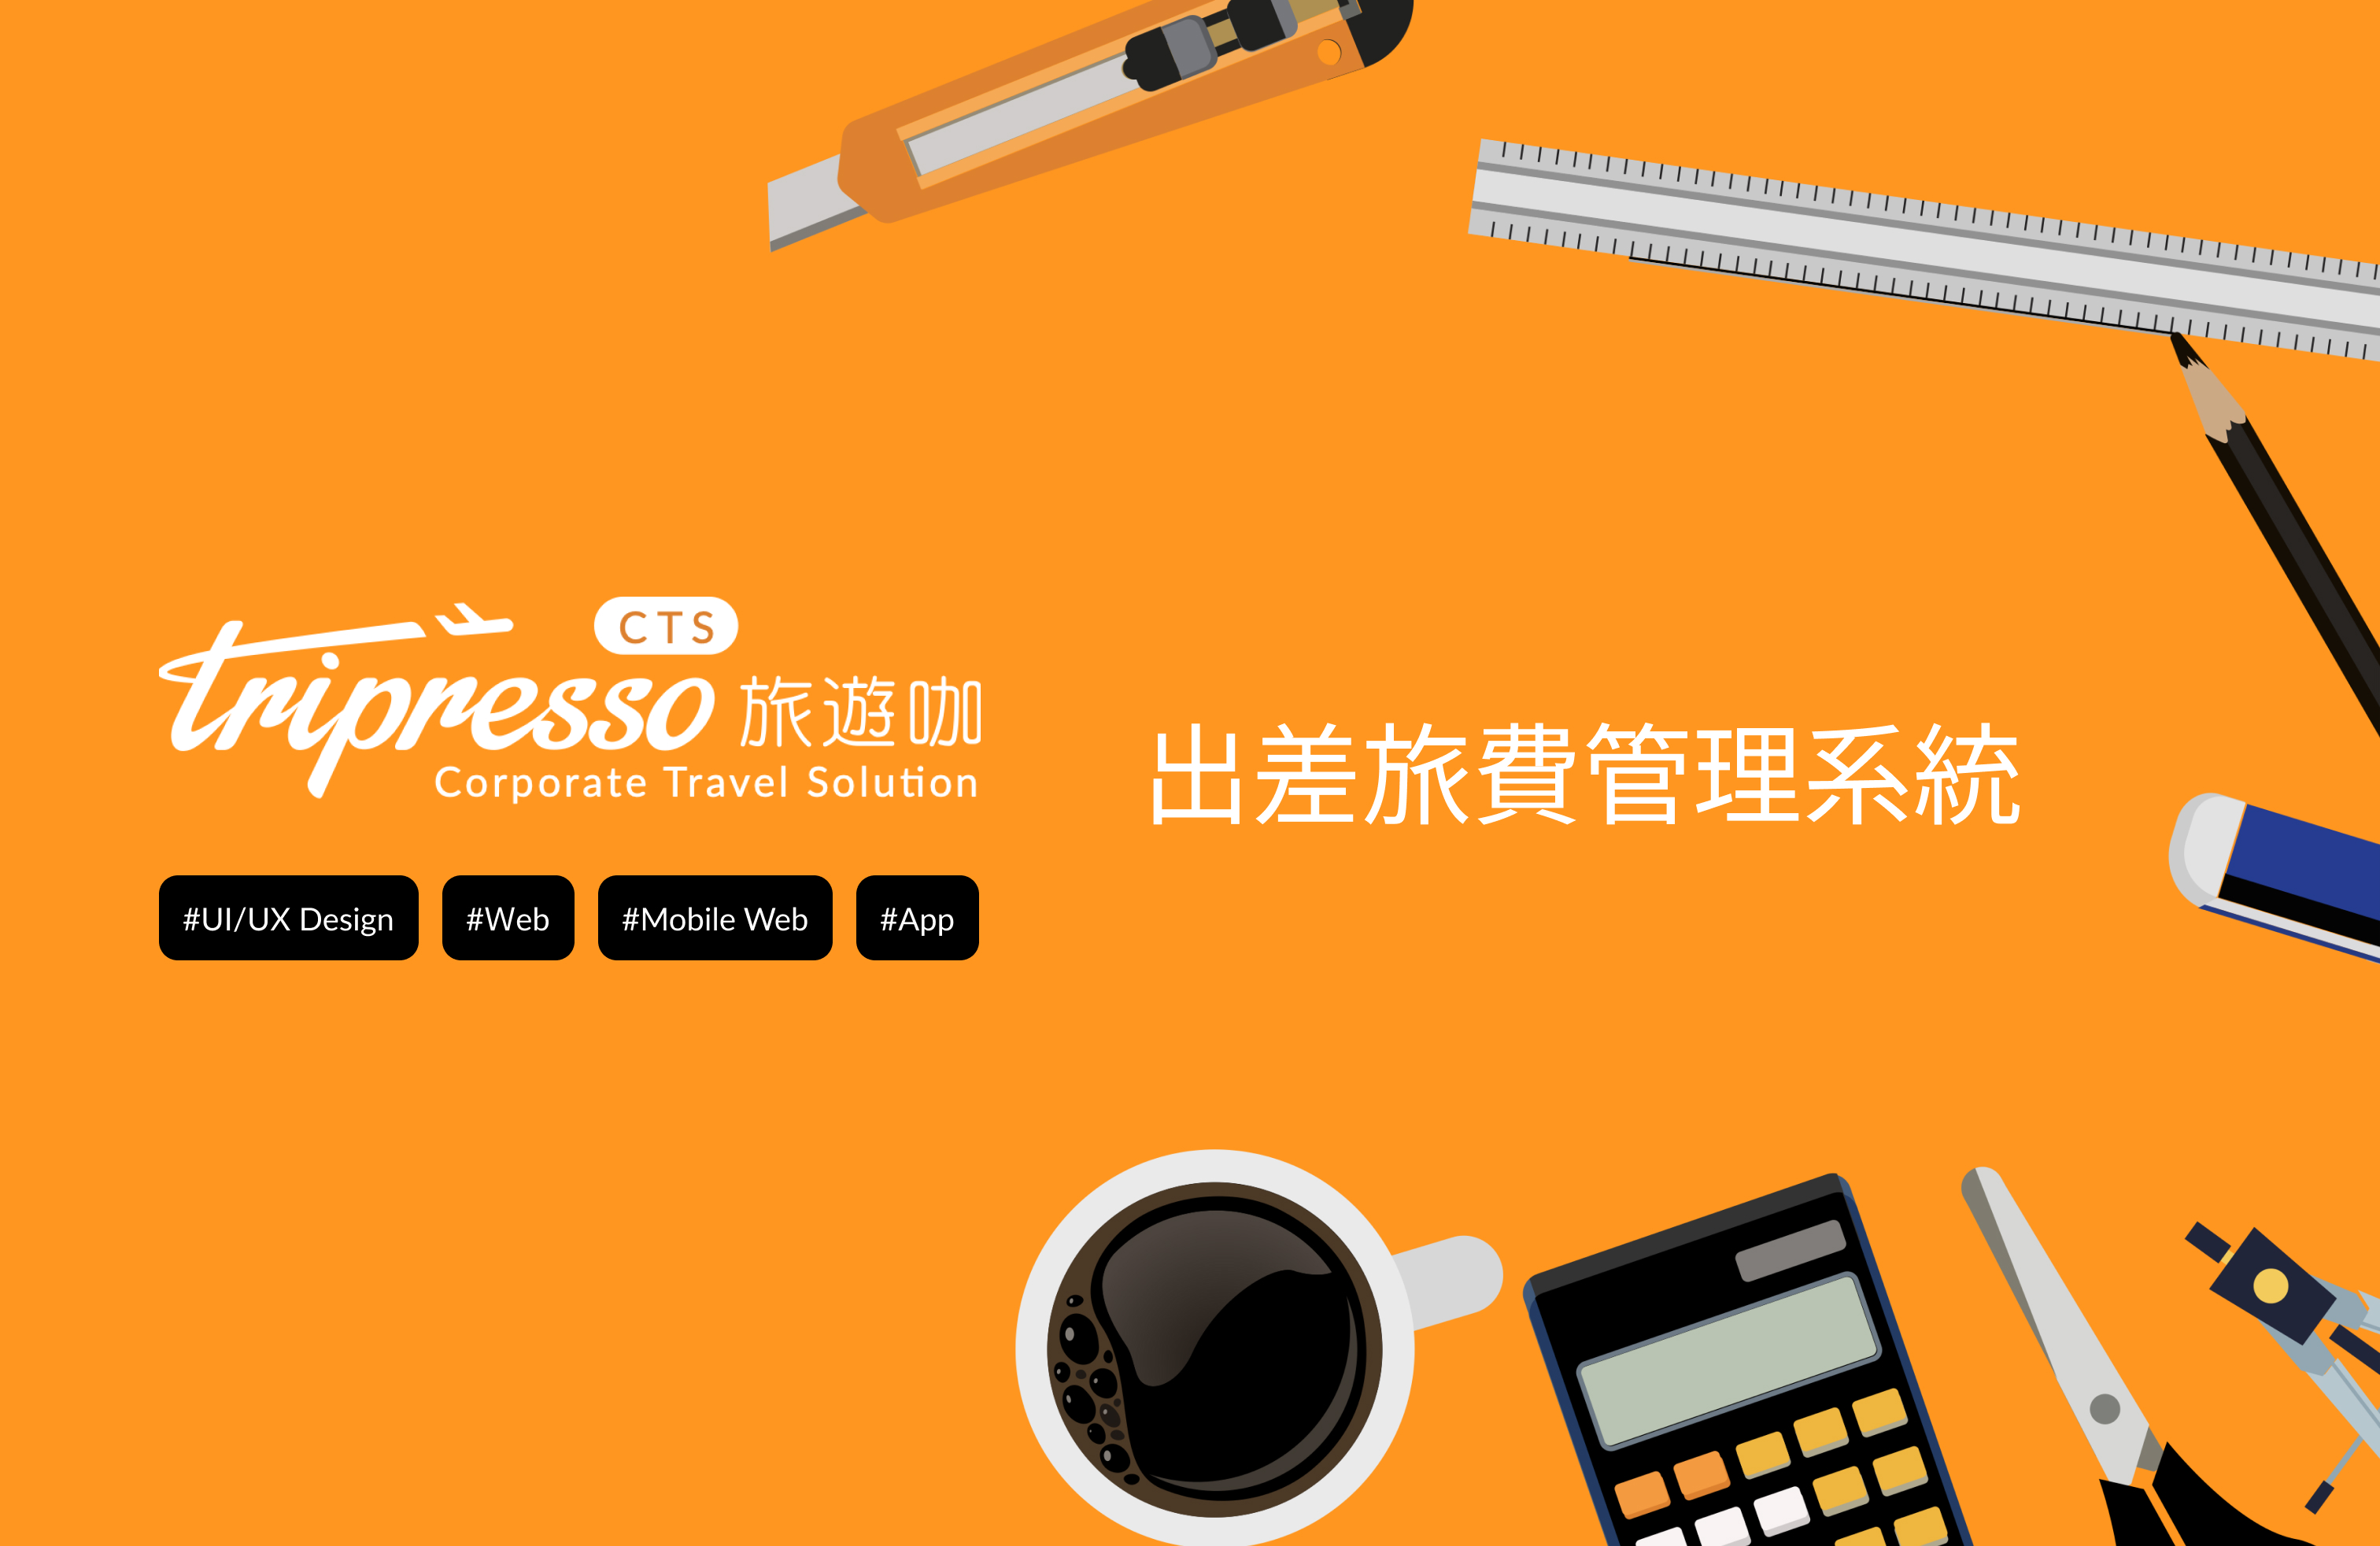 CTS
tripresso 旅遊咖
Corporate Travel Solution
出差旅費管理系統
#UI/UX Design #Web #Mobile Web #App